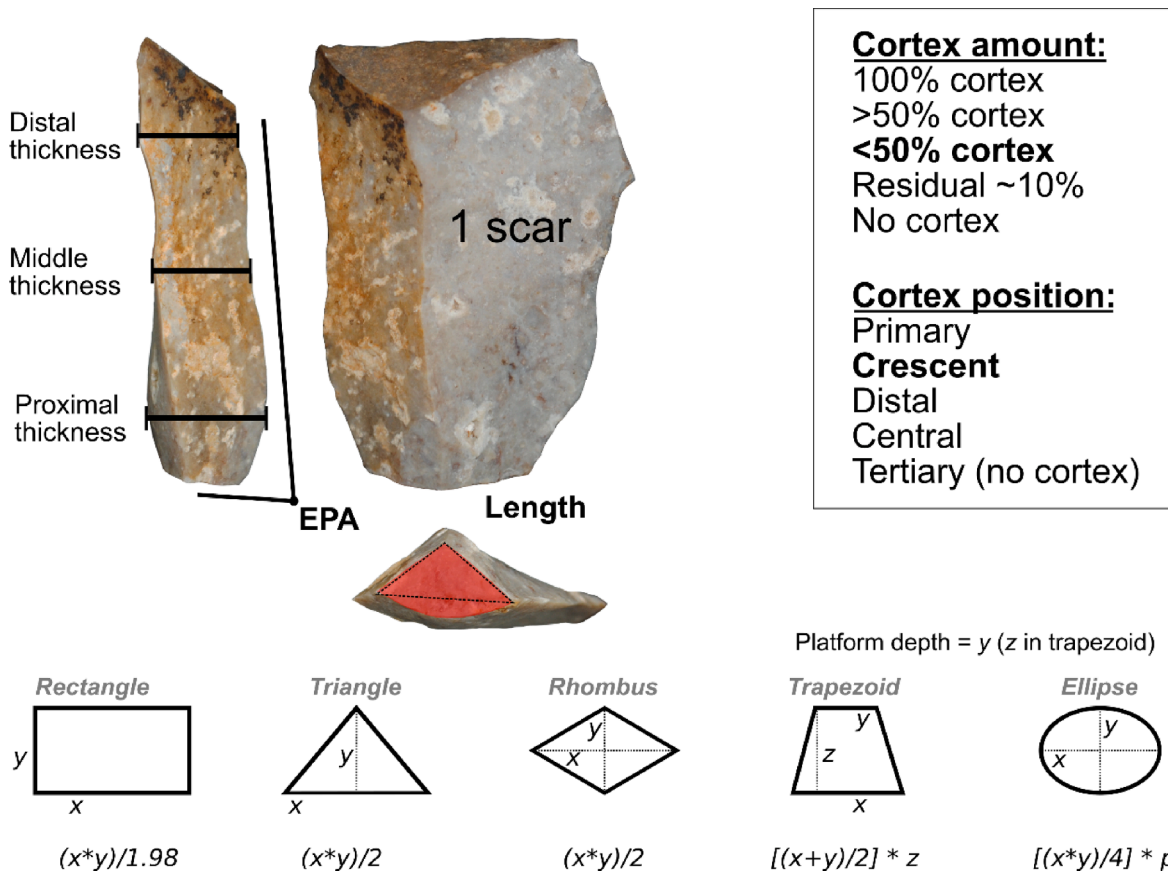 Distal
thickness
Middle
thickness
Proximal
thickness
1 scar
EPA
Length
Cortex amount:
100% cortex
>50% cortex
<50% cortex
Residual ~10%
No cortex
Cortex position:
Primary
Crescent
Distal
Central
Tertiary (no cortex)
Platform depth = y (z in trapezoid)
Rectangle
Triangle
Rhombus
Trapezoid
Ellipse
y
x
y
x
y
x
y
z
x
y
x
(x*y)/1.98
(x*y)/2
(x*y)/2
[(x+y)/2] * z
[(x*y)/4] * p